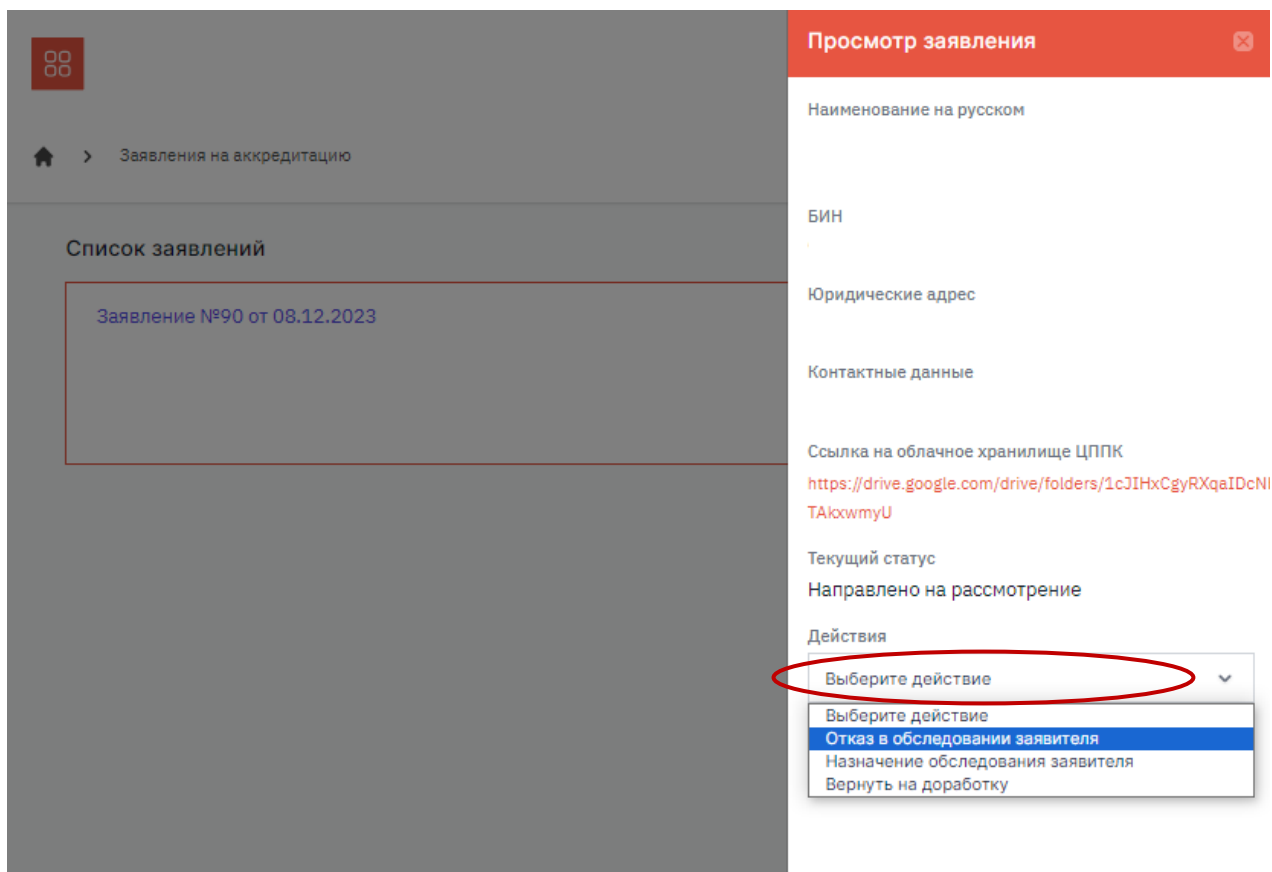 Заявления на аккредитацию
Список заявлений
Заявление №90 от 08.12.2023
Просмотр заявления
Наименование на русском
БИН
Юридические адрес
Контактные данные
Ссылка на облачное хранилище ЦППК
https://drive.google.com/drive/folders/1cJIHxCgyRXqaIDcNl
TAkxwmyU
Текущий статус
Направлено на рассмотрение
Действия
Выберите действие
Выберите действие
Отказ в обследовании заявителя
Назначение обследования заявителя
Вернуть на доработку